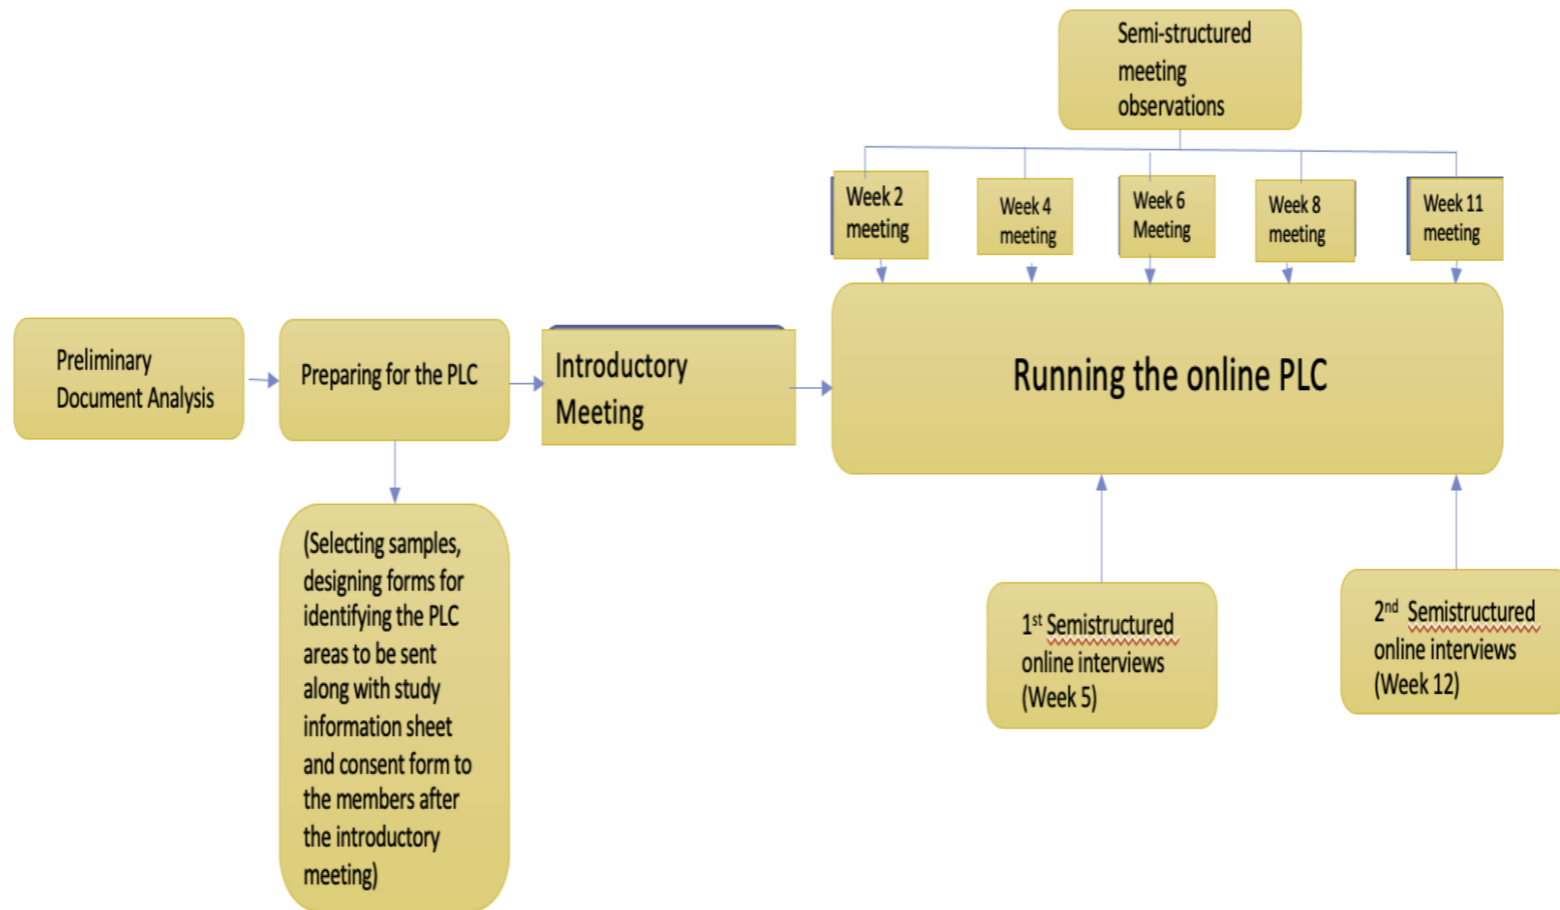 Semi-structured
meeting
observations
Week 2
meeting
Week 4
meeting
Week 6
Meeting
Week 8
meeting
Week 11
meeting
Preliminary
Document Analysis
Preparing for the PLC
Introductory
Meeting
Running the online PLC
(Selecting samples,
designing forms for
identifying the PLC
areas to be sent
along with study
information sheet
and consent form to
the members after
the introductory
meeting)
1st Semistructured
online interviews
(Week 5)
2nd Semistructured
online interviews
(Week 12)